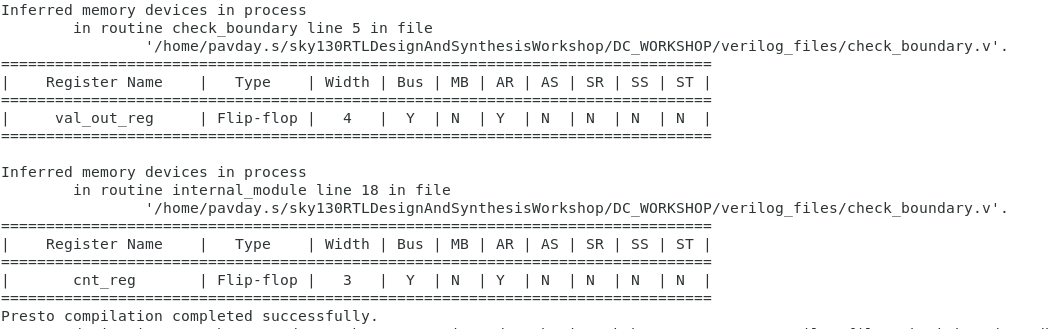 Inferred memory devices in process
        in routine check_boundary line 5 in file
                '/home/pavday.s/sky130RTLDesignAndSynthesisWorkshop/DC_WORKSHOP/verilog_files/check_boundary.v'.
===============================================================================
|    Register Name    |   Type    | Width | Bus | MB | AR | AS | SR | SS | ST |
===============================================================================
|     val_out_reg     | Flip-flop |   4   |  Y  | N  | Y  | N  | N  | N  | N  |
===============================================================================

Inferred memory devices in process
        in routine internal_module line 18 in file
                '/home/pavday.s/sky130RTLDesignAndSynthesisWorkshop/DC_WORKSHOP/verilog_files/check_boundary.v'.
===============================================================================
|    Register Name    |   Type    | Width | Bus | MB | AR | AS | SR | SS | ST |
===============================================================================
|       cnt_reg       | Flip-flop |   3   |  Y  | N  | Y  | N  | N  | N  | N  |
===============================================================================
Presto compilation completed successfully.